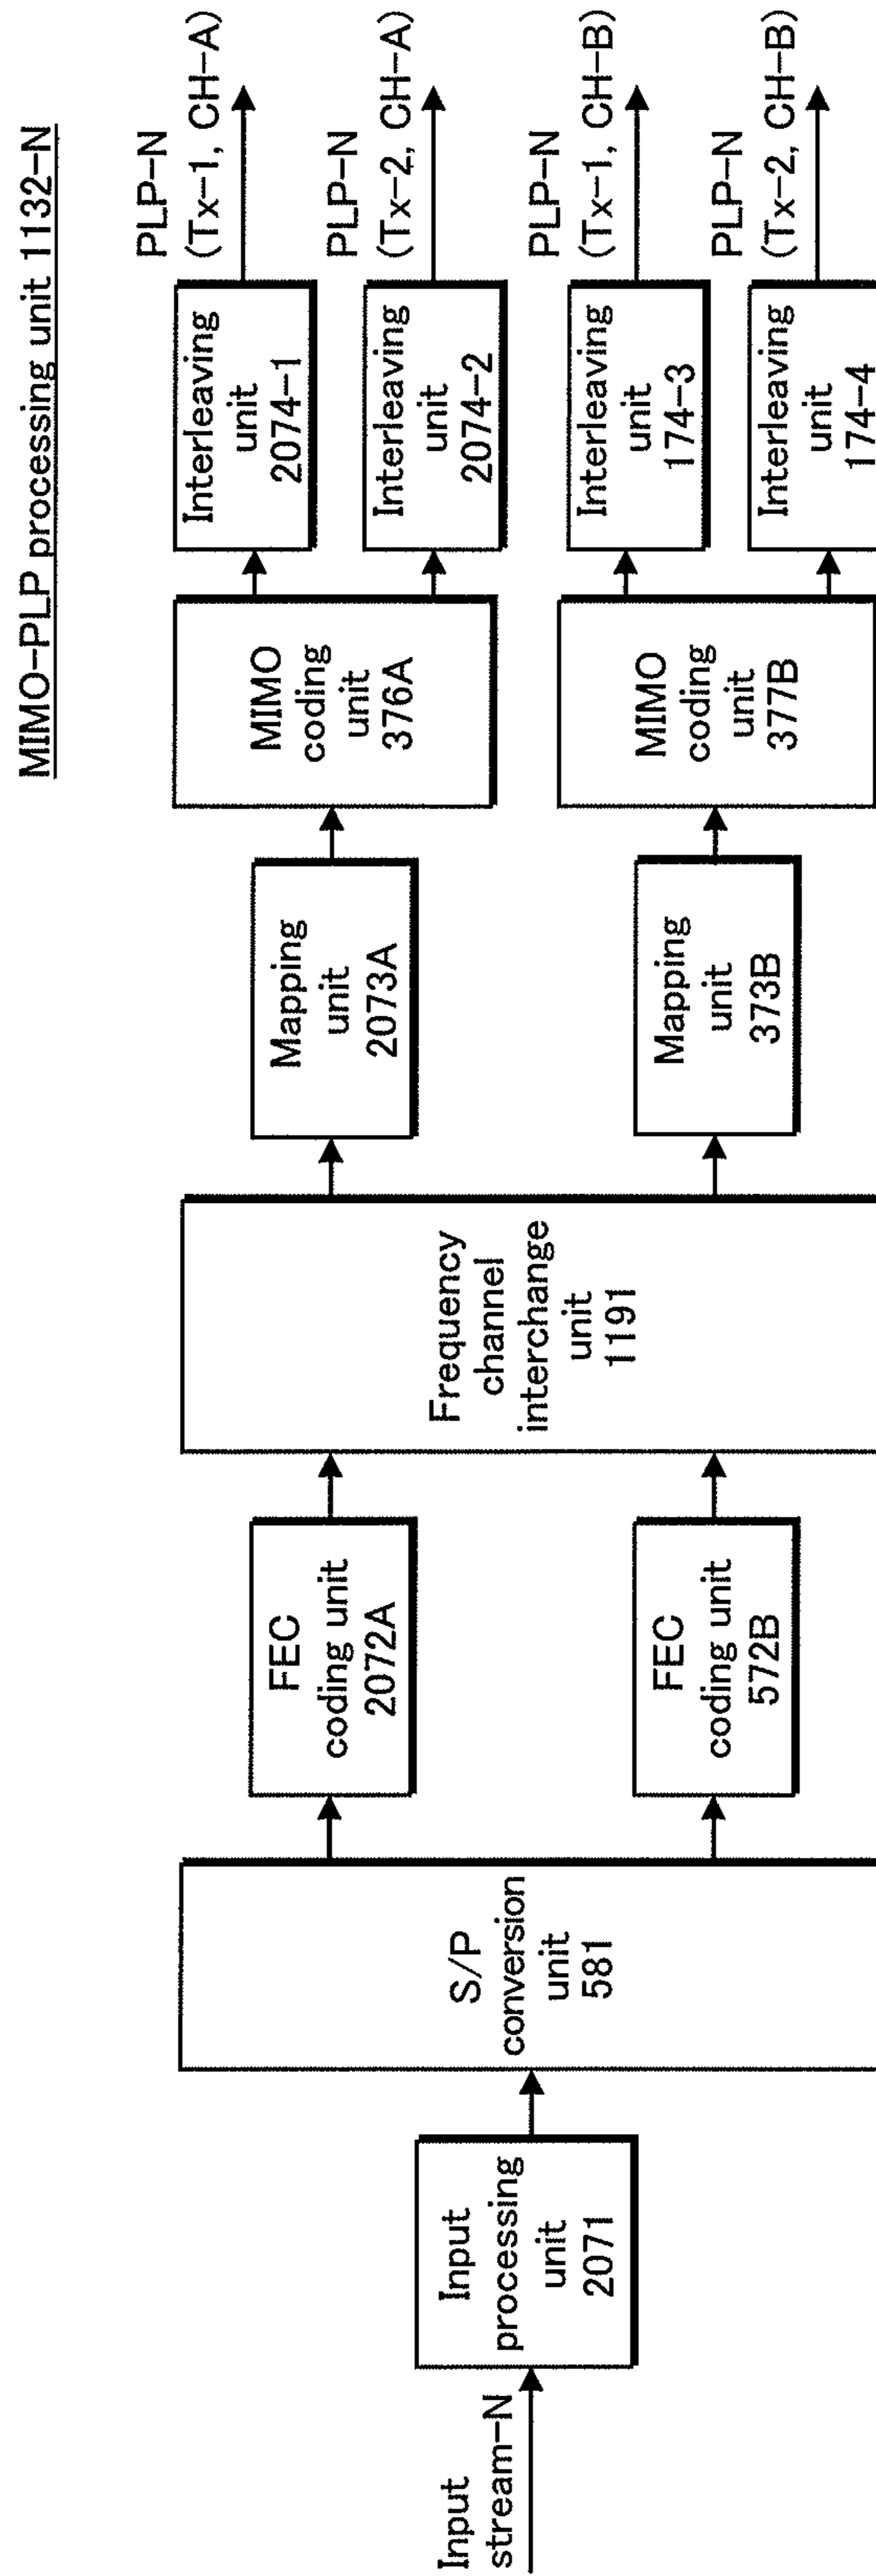 MIMO-PLP processing unit 1132-N
Input
stream-N
Input
processing
unit
2071
S/P
conversion
unit
581
FEC
coding unit
2072A
FEC
coding unit
572B
Frequency
channel
interchange
unit
1191
Mapping
unit
2073A
Mapping
unit
373B
MIMO
coding
unit
376A
MIMO
coding
unit
377B
Interleaving
unit
2074-1
Interleaving
unit
2074-2
Interleaving
unit
174-3
Interleaving
unit
174-4
PLP-N
(Tx-1, CH-A)
PLP-N
(Tx-2, CH-A)
PLP-N
(Tx-1, CH-B)
PLP-N
(Tx-2, CH-B)